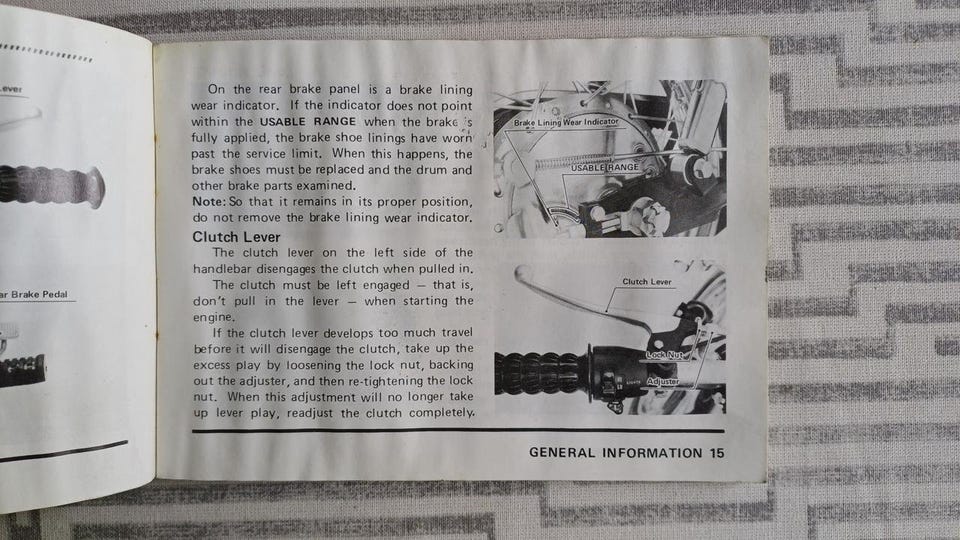 ever
ar Brake Pedal
On the rear brake panel is a brake lining
wear indicator. If the indicator does not point
within the USABLE RANGE when the brake is
fully applied, the brake shoe linings have worn
past the service limit. When this happens, the
brake shoes must be replaced and the drum and
other brake parts examined.
Note: So that it remains in its proper position,
do not remove the brake lining wear indicator.
Clutch Lever
The clutch lever on the left side of the
handlebar disengages the clutch when pulled in.
The clutch must be left engaged — that is,
don't pull in the lever — when starting the
engine.
If the clutch lever develops too much travel
before it will disengage the clutch, take up the
excess play by loosening the lock nut, backing
out the adjuster, and then re-tightening the lock
nut. When this adjustment will no longer take
up lever play, readjust the clutch completely.
Brake Lining Wear Indicator
USABLE RANGE
Clutch Lever
Lock Nut
Adjuster
GENERAL INFORMATION 15